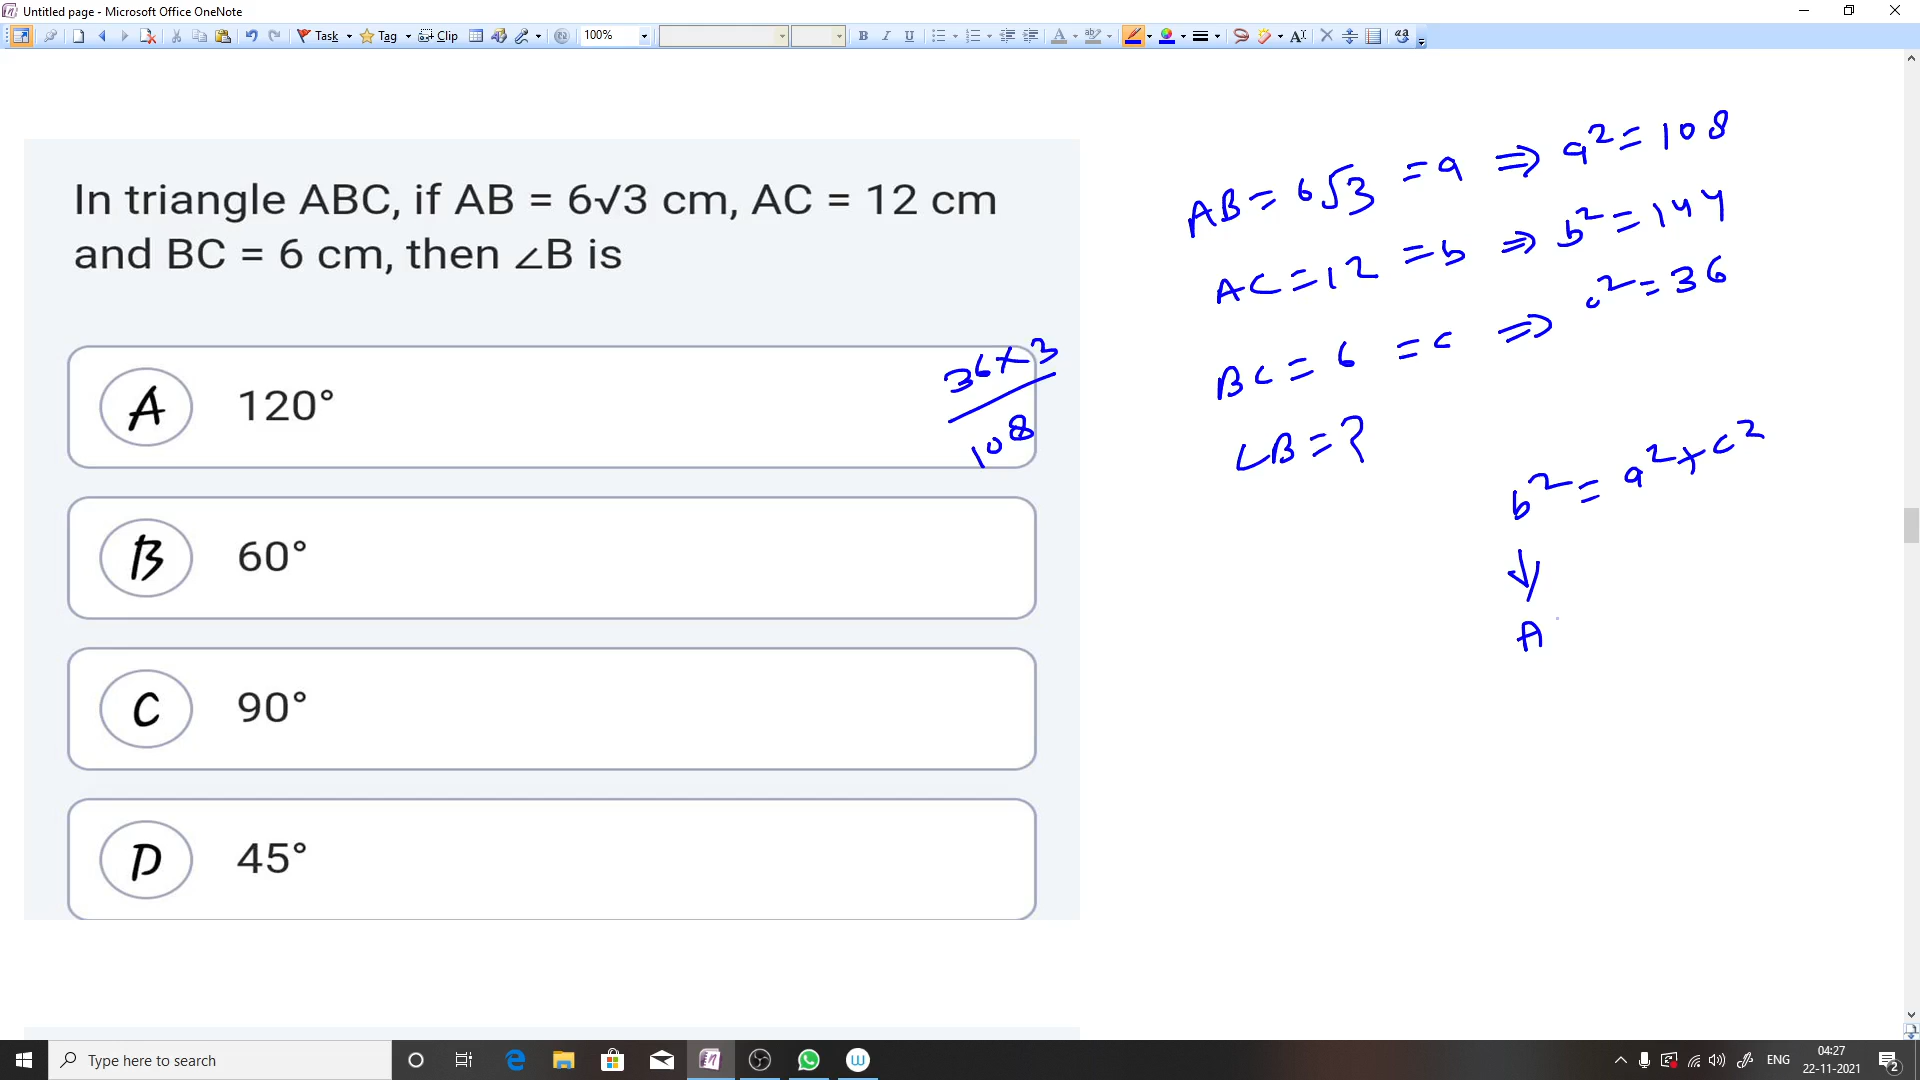 Untitled page - Microsoft Office OneNote
Task Tag Clip 100% B I U
In triangle ABC, if AB = 6√3 cm, AC = 12 cm
and BC = 6 cm, then ∠B is
A 120°
36×3
108
B 60°
C 90°
D 45°
AB = 6√3 = a ⇒ a² = 108
AC = 12 = b ⇒ b² = 144
BC = 6 = c ⇒ c² = 36
∠B = ?
b² = a² + c²
A
Type here to search
ENG
04:27
22-11-2021
2